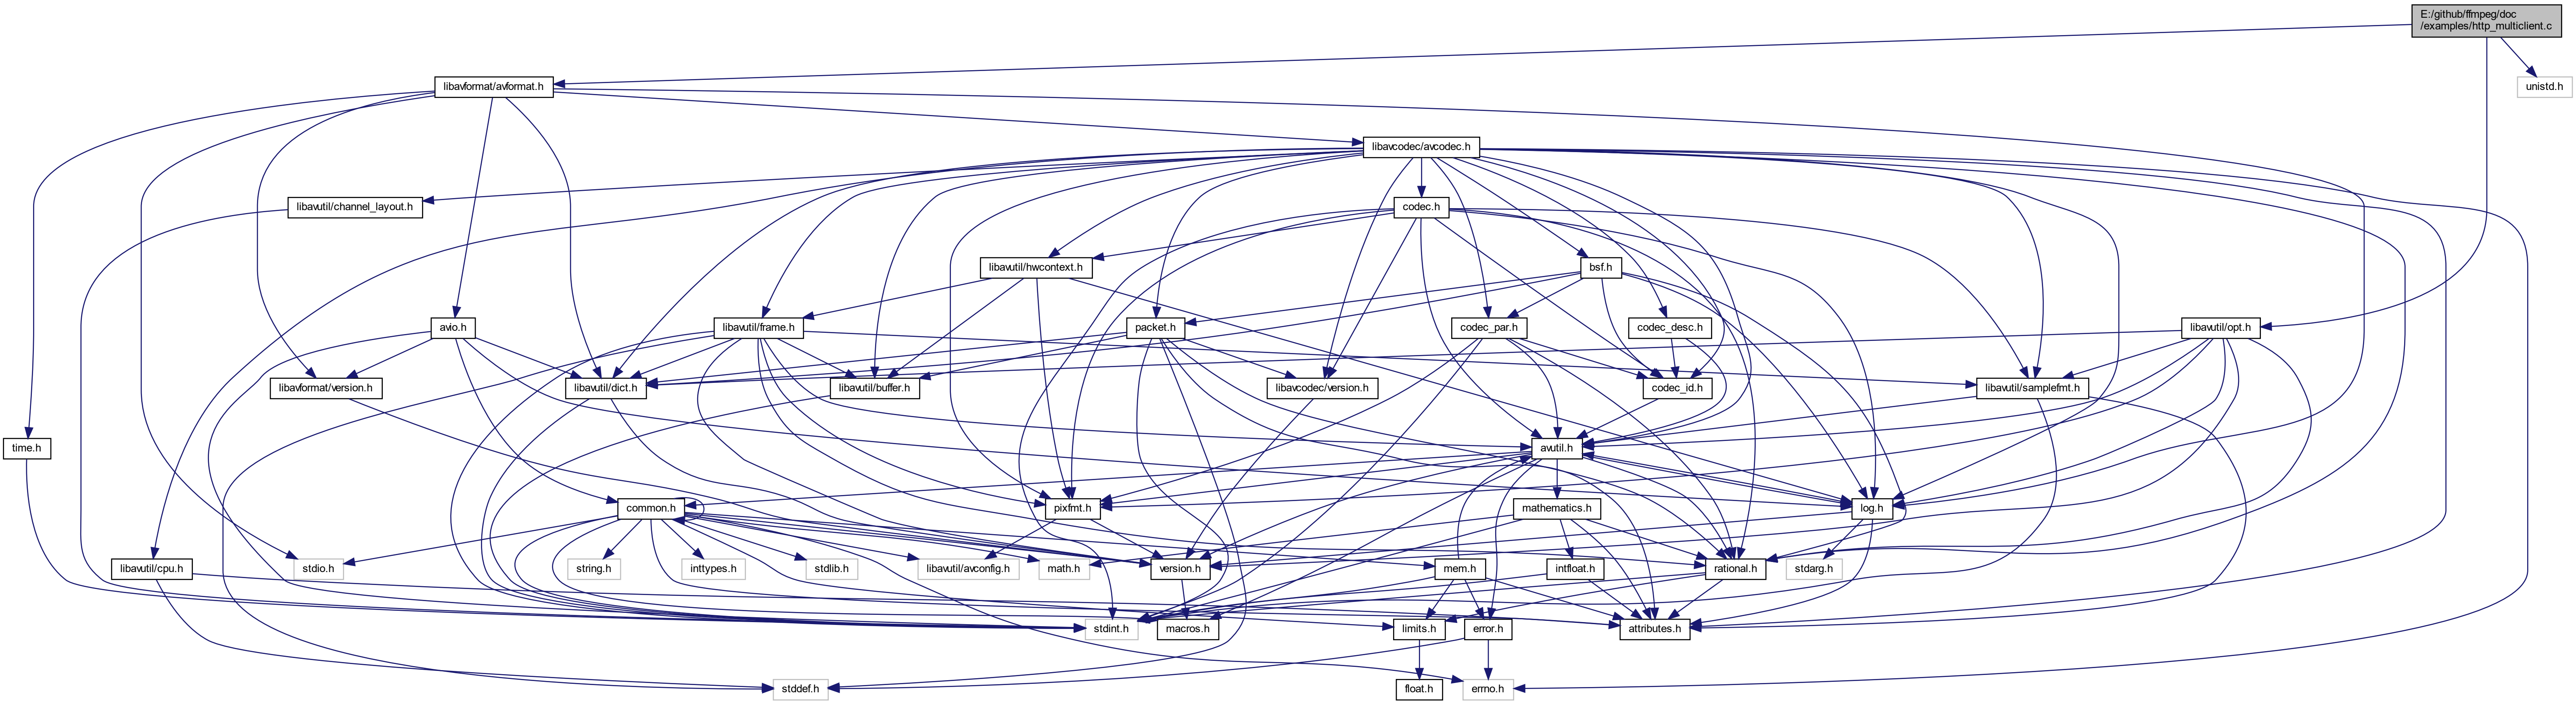 E:/github/ffmpeg/doc
/examples/http_multiclient.c
libavformat/avformat.h
unistd.h
libavcodec/avcodec.h
libavutil/channel_layout.h
codec.h
libavutil/hwcontext.h
bsf.h
avio.h
libavutil/frame.h
packet.h
codec_par.h
codec_desc.h
libavutil/opt.h
libavformat/version.h
libavutil/dict.h
libavutil/buffer.h
libavcodec/version.h
codec_id.h
libavutil/samplefmt.h
time.h
avutil.h
common.h
pixfmt.h
mathematics.h
log.h
libavutil/cpu.h
stdio.h
string.h
inttypes.h
stdlib.h
libavutil/avconfig.h
math.h
version.h
mem.h
intfloat.h
rational.h
stdarg.h
stdint.h
macros.h
limits.h
error.h
attributes.h
stddef.h
float.h
errno.h